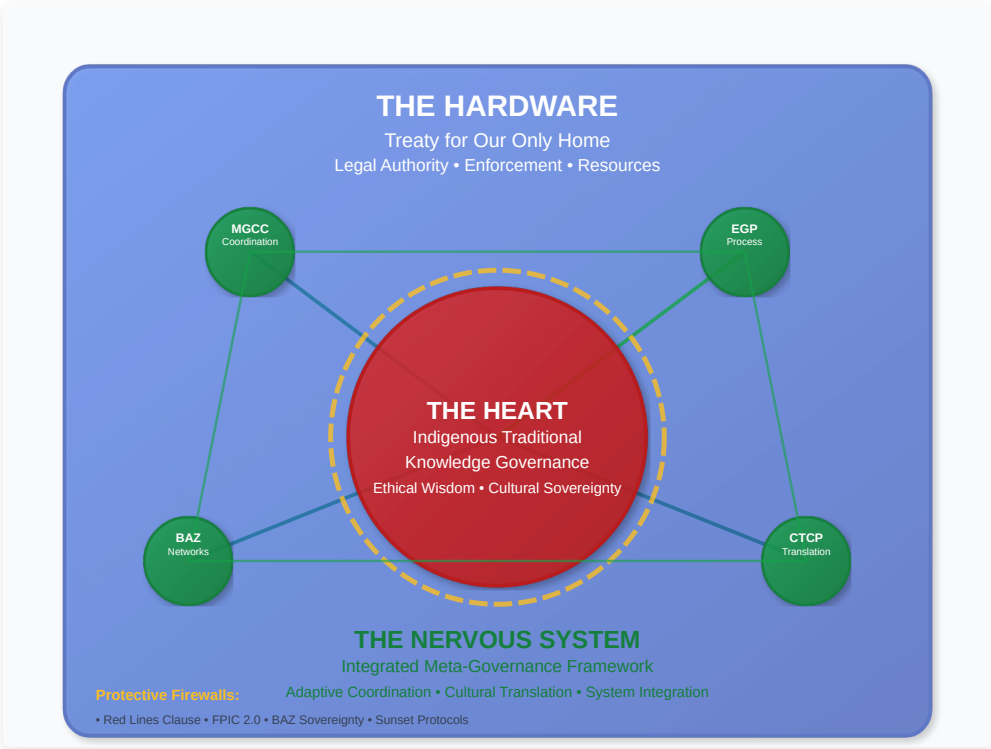 THE HARDWARE
Treaty for Our Only Home
Legal Authority • Enforcement • Resources
MGCC
Coordination
EGP
Process
THE HEART
Indigenous Traditional
Knowledge Governance
Ethical Wisdom • Cultural Sovereignty
BAZ
Networks
CTCP
Translation
THE NERVOUS SYSTEM
Integrated Meta-Governance Framework
Adaptive Coordination • Cultural Translation • System Integration
Protective Firewalls:
• Red Lines Clause • FPIC 2.0 • BAZ Sovereignty • Sunset Protocols